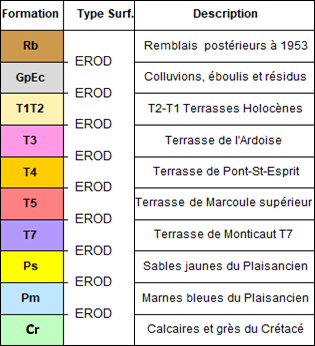 Formation Type Surf. Description
Rb Remblais postérieurs à 1953
EROD
GpEc Colluvions, éboulis et résidus
EROD
T1T2 T2-T1 Terrasses Holocènes
EROD
T3 Terrasse de l'Ardoise
EROD
T4 Terrasse de Pont-St-Esprit
EROD
T5 Terrasse de Marcoule supérieur
EROD
T7 Terrasse de Monticaut T7
EROD
Ps Sables jaunes du Plaisancien
EROD
Pm Marnes bleues du Plaisancien
EROD
Cr Calcaires et grès du Crétacé